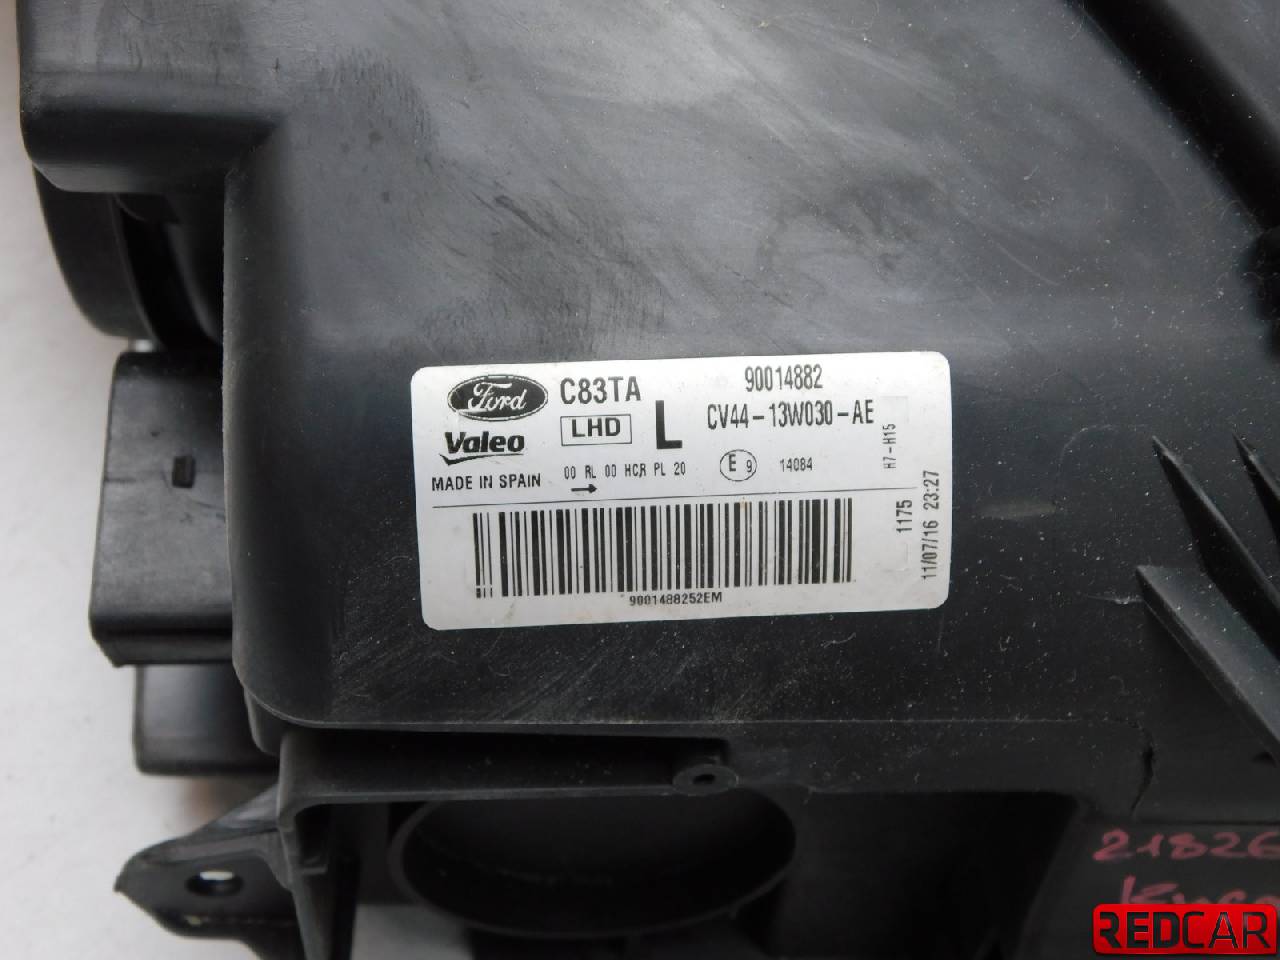 Ford C83TA 90014882
Valeo LHD L CV44-13W030-AE
H7-H15
MADE IN SPAIN 00 RL 00 HCR PL 20 E9 14084
1175
11/07/16 23:27
9001488252EM
21826
REDCAR